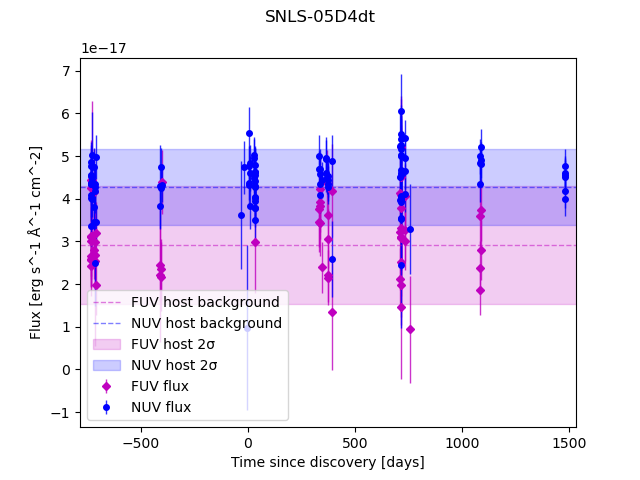 SNLS-05D4dt
1e−17
7
6
5
4
3
2
1
0
−1
Flux [erg s^-1 Å^-1 cm^-2]
FUV host background
NUV host background
FUV host 2σ
NUV host 2σ
FUV flux
NUV flux
−500 0 500 1000 1500
Time since discovery [days]